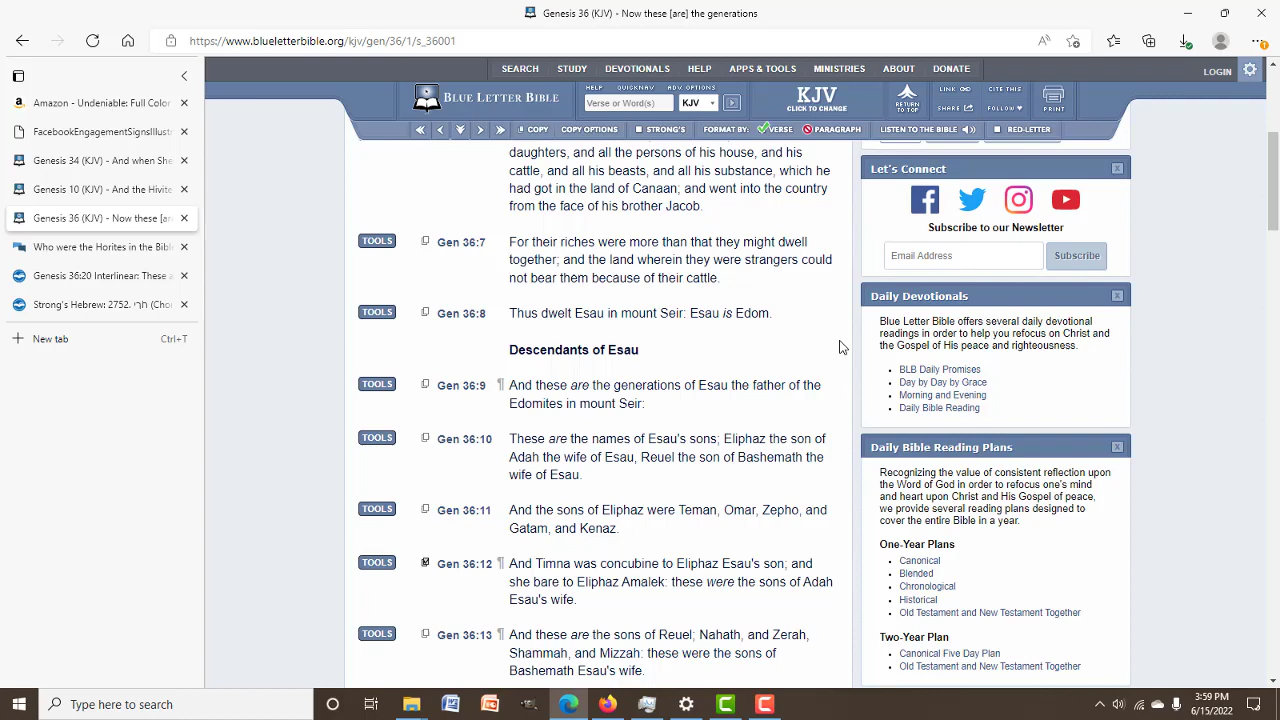 Genesis 36 (KJV) - Now these [are] the generations
https://www.blueletterbible.org/kjv/gen/36/1/s_36001
Amazon - Undeniable: Full Color
FacebookEngagementSignsIllust
Genesis 34 (KJV) - And when She
Genesis 10 (KJV) - And the Hivite
Genesis 36 (KJV) - Now these [are
Who were the Horites in the Bible
Genesis 36:20 Interlinear: These a
Strong's Hebrew: 2752. חֹרִי (Cho
New tab Ctrl+T
SEARCH STUDY DEVOTIONALS HELP APPS & TOOLS MINISTRIES ABOUT DONATE LOGIN
BLUE LETTER BIBLE
HELP QUICKNAV ADV. OPTIONS
Verse or Word(s) KJV
KJV
CLICK TO CHANGE
RETURN
TO TOP
LINK CITE THIS
SHARE FOLLOW
PRINT
COPY COPY OPTIONS STRONG'S FORMAT BY: VERSE PARAGRAPH LISTEN TO THE BIBLE RED-LETTER
daughters, and all the persons of his house, and his
cattle, and all his beasts, and all his substance, which he
had got in the land of Canaan; and went into the country
from the face of his brother Jacob.
TOOLS Gen 36:7 For their riches were more than that they might dwell
together; and the land wherein they were strangers could
not bear them because of their cattle.
TOOLS Gen 36:8 Thus dwelt Esau in mount Seir: Esau is Edom.
Descendants of Esau
TOOLS Gen 36:9 ¶ And these are the generations of Esau the father of the
Edomites in mount Seir:
TOOLS Gen 36:10 These are the names of Esau's sons; Eliphaz the son of
Adah the wife of Esau, Reuel the son of Bashemath the
wife of Esau.
TOOLS Gen 36:11 And the sons of Eliphaz were Teman, Omar, Zepho, and
Gatam, and Kenaz.
TOOLS Gen 36:12 ¶ And Timna was concubine to Eliphaz Esau's son; and
she bare to Eliphaz Amalek: these were the sons of Adah
Esau's wife.
TOOLS Gen 36:13 ¶ And these are the sons of Reuel; Nahath, and Zerah,
Shammah, and Mizzah: these were the sons of
Bashemath Esau's wife.
Let's Connect
Subscribe to our Newsletter
Email Address Subscribe
Daily Devotionals
Blue Letter Bible offers several daily devotional
readings in order to help you refocus on Christ and
the Gospel of His peace and righteousness.
BLB Daily Promises
Day by Day by Grace
Morning and Evening
Daily Bible Reading
Daily Bible Reading Plans
Recognizing the value of consistent reflection upon
the Word of God in order to refocus one's mind
and heart upon Christ and His Gospel of peace,
we provide several reading plans designed to
cover the entire Bible in a year.
One-Year Plans
Canonical
Blended
Chronological
Historical
Old Testament and New Testament Together
Two-Year Plan
Canonical Five Day Plan
Old Testament and New Testament Together
Type here to search
3:59 PM
6/15/2022